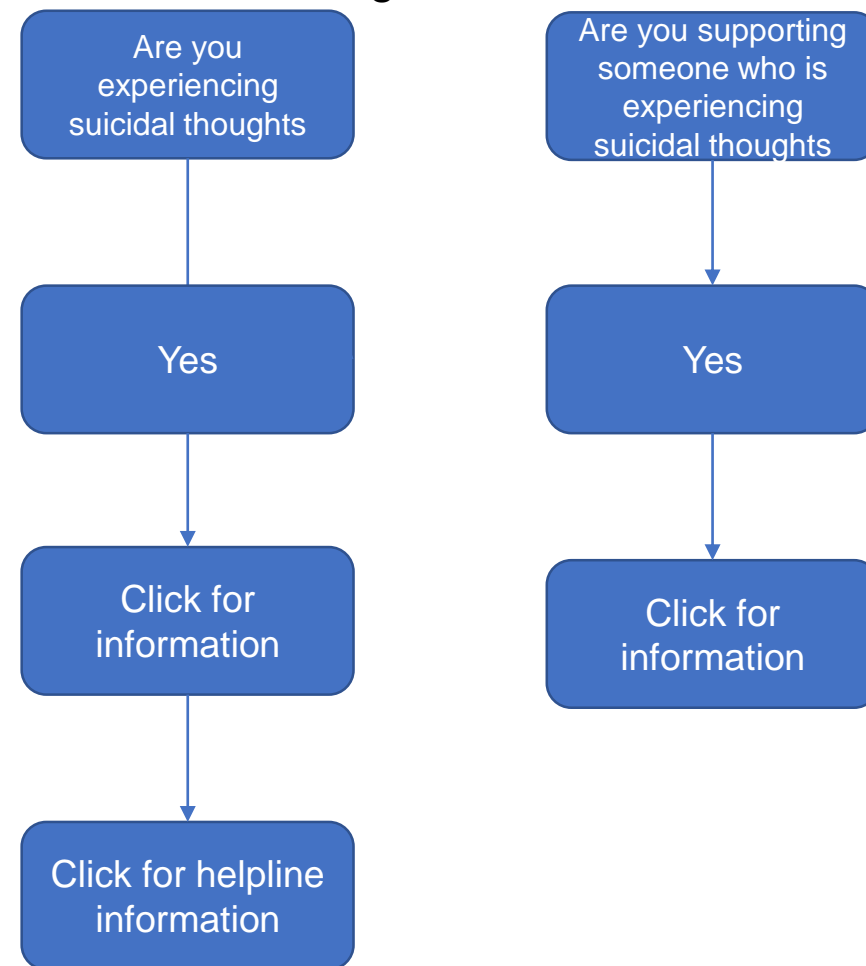 Are you
experiencing
suicidal thoughts
Yes
Click for
information
Click for helpline
information
Are you supporting
someone who is
experiencing
suicidal thoughts
Yes
Click for
information